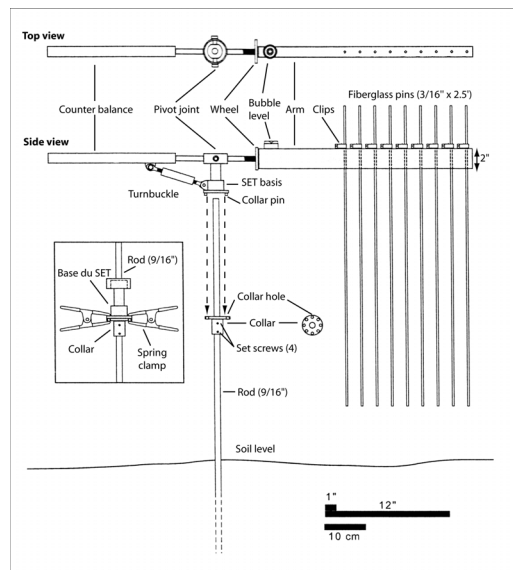 Top view
Fiberglass pins (3/16" x 2.5')
Counter balance
Pivot joint
Wheel
Bubble
level
Arm
Clips
Side view
2"
SET basis
Turnbuckle
Collar pin
Rod (9/16")
Base du SET
Collar
Spring
clamp
Collar hole
Collar
Set screws (4)
Rod (9/16")
Soil level
1"
12"
10 cm